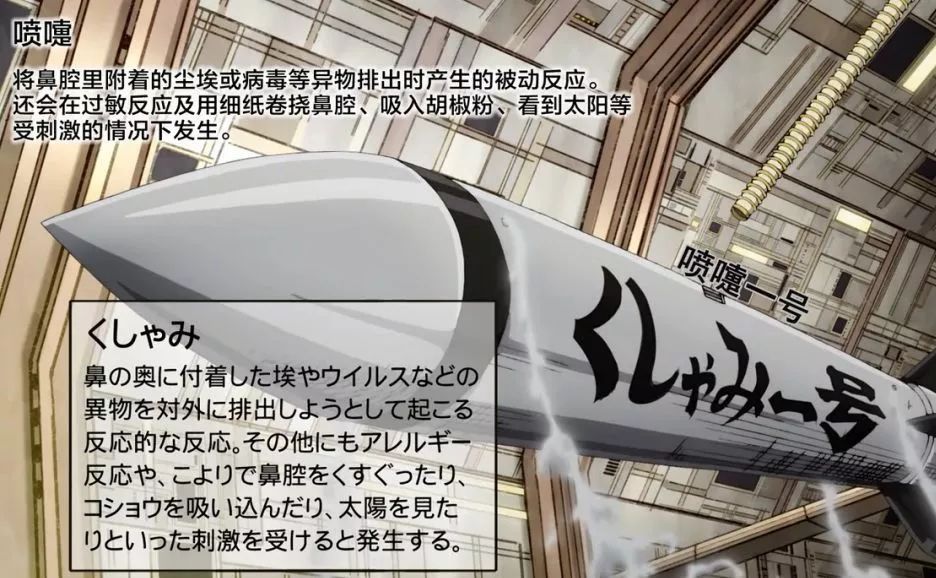 喷嚏
将鼻腔里附着的尘埃或病毒等异物排出时产生的被动反应。
还会在过敏反应及用细纸卷挠鼻腔、吸入胡椒粉、看到太阳等
受刺激的情况下发生。
喷嚏一号
くしゃみ一号
くしゃみ
鼻の奥に付着した埃やウイルスなどの
異物を対外に排出しようとして起こる
反応的な反応。その他にもアレルギー
反応や、こよりで鼻腔をくすぐったり、
コショウを吸い込んだり、太陽を見た
りといった刺激を受けると発生する。